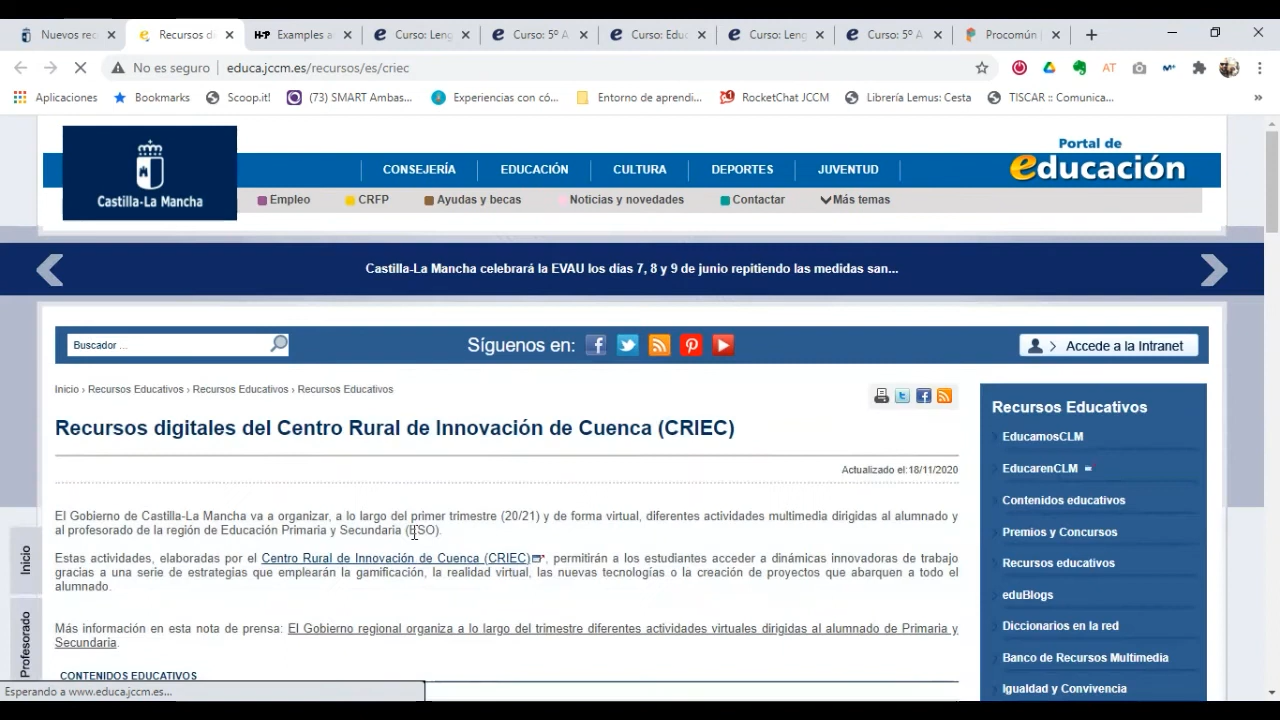 Nuevos rec
Recursos d
H-P
Examples a
Curso: Leng
Curso: 5º A
Curso: Educ
Curso: Leng
Curso: 5º A
Procomún |
No es seguro | educa.jccm.es/recursos/es/criec
Aplicaciones
Bookmarks
Scoop.it!
(73) SMART Ambas...
Experiencias con có...
Entorno de aprendi...
RocketChat JCCM
Librería Lemus: Cesta
TISCAR :: Comunica...
Castilla-La Mancha
CONSEJERÍA
EDUCACIÓN
CULTURA
DEPORTES
JUVENTUD
Portal de
educación
Empleo
CRFP
Ayudas y becas
Noticias y novedades
Contactar
Más temas
Castilla-La Mancha celebrará la EVAU los días 7, 8 y 9 de junio repitiendo las medidas san...
Buscador ...
Síguenos en:
Accede a la Intranet
Inicio › Recursos Educativos › Recursos Educativos › Recursos Educativos
Recursos digitales del Centro Rural de Innovación de Cuenca (CRIEC)
Actualizado el:18/11/2020
El Gobierno de Castilla-La Mancha va a organizar, a lo largo del primer trimestre (20/21) y de forma virtual, diferentes actividades multimedia dirigidas al alumnado y
al profesorado de la región de Educación Primaria y Secundaria (ESO).
Estas actividades, elaboradas por el Centro Rural de Innovación de Cuenca (CRIEC), permitirán a los estudiantes acceder a dinámicas innovadoras de trabajo
gracias a una serie de estrategias que emplearán la gamificación, la realidad virtual, las nuevas tecnologías o la creación de proyectos que abarquen a todo el
alumnado.
Más información en esta nota de prensa: El Gobierno regional organiza a lo largo del trimestre diferentes actividades virtuales dirigidas al alumnado de Primaria y
Secundaria.
CONTENIDOS EDUCATIVOS
Recursos Educativos
EducamosCLM
EducarenCLM
Contenidos educativos
Premios y Concursos
Recursos educativos
eduBlogs
Diccionarios en la red
Banco de Recursos Multimedia
Igualdad y Convivencia
Inicio
Profesorado
Esperando a www.educa.jccm.es...